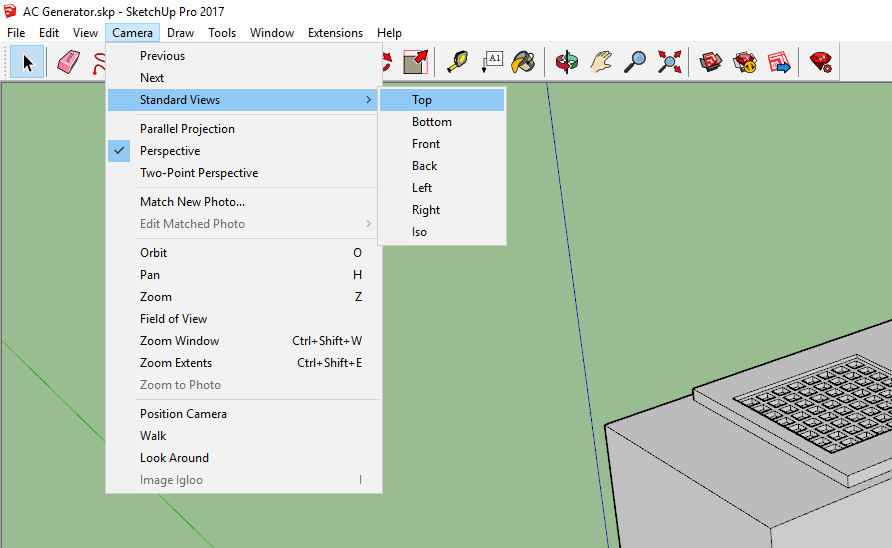 AC Generator.skp - SketchUp Pro 2017
File Edit View Camera Draw Tools Window Extensions Help
A1
Previous
Next
Standard Views
Top
Bottom
Front
Back
Left
Right
Iso
Parallel Projection
Perspective
Two-Point Perspective
Match New Photo...
Edit Matched Photo
Orbit O
Pan H
Zoom Z
Field of View
Zoom Window Ctrl+Shift+W
Zoom Extents Ctrl+Shift+E
Zoom to Photo
Position Camera
Walk
Look Around
Image Igloo I